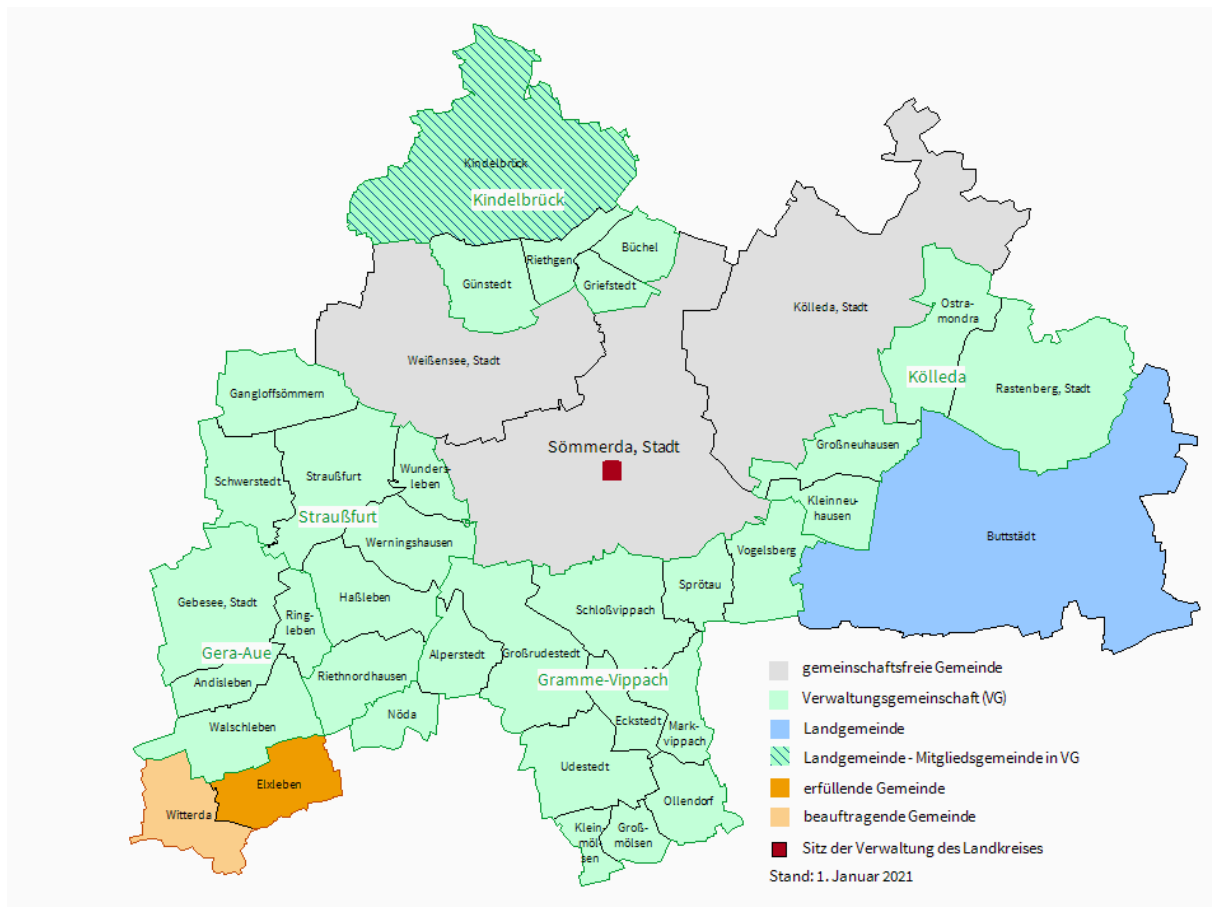 Kindelbrück
Kindelbrück
Büchel
Riethgen
Günstedt
Griefstedt
Kölleda, Stadt
Ostra-
mondra
Weißensee, Stadt
Kölleda
Rastenberg, Stadt
Gangloffsömmern
Sömmerda, Stadt
Großneuhausen
Wunders-
leben
Straußfurt
Schwerstedt
Kleinneu-
hausen
Straußfurt
Werningshausen
Buttstädt
Vogelsberg
Sprötau
Haßleben
Gebesee, Stadt
Schloßvippach
Ring-
leben
Gera-Aue
Alperstedt
Großrudestedt
Riethnordhausen
Gramme-Vippach
Andisleben
Nöda
Walschleben
Eckstedt
Mark-
vippach
Udestedt
Elxleben
Ollendorf
Witterda
Klein-
möl-
sen
Groß-
mölsen
gemeinschaftsfreie Gemeinde
Verwaltungsgemeinschaft (VG)
Landgemeinde
Landgemeinde - Mitgliedsgemeinde in VG
erfüllende Gemeinde
beauftragende Gemeinde
Sitz der Verwaltung des Landkreises
Stand: 1. Januar 2021